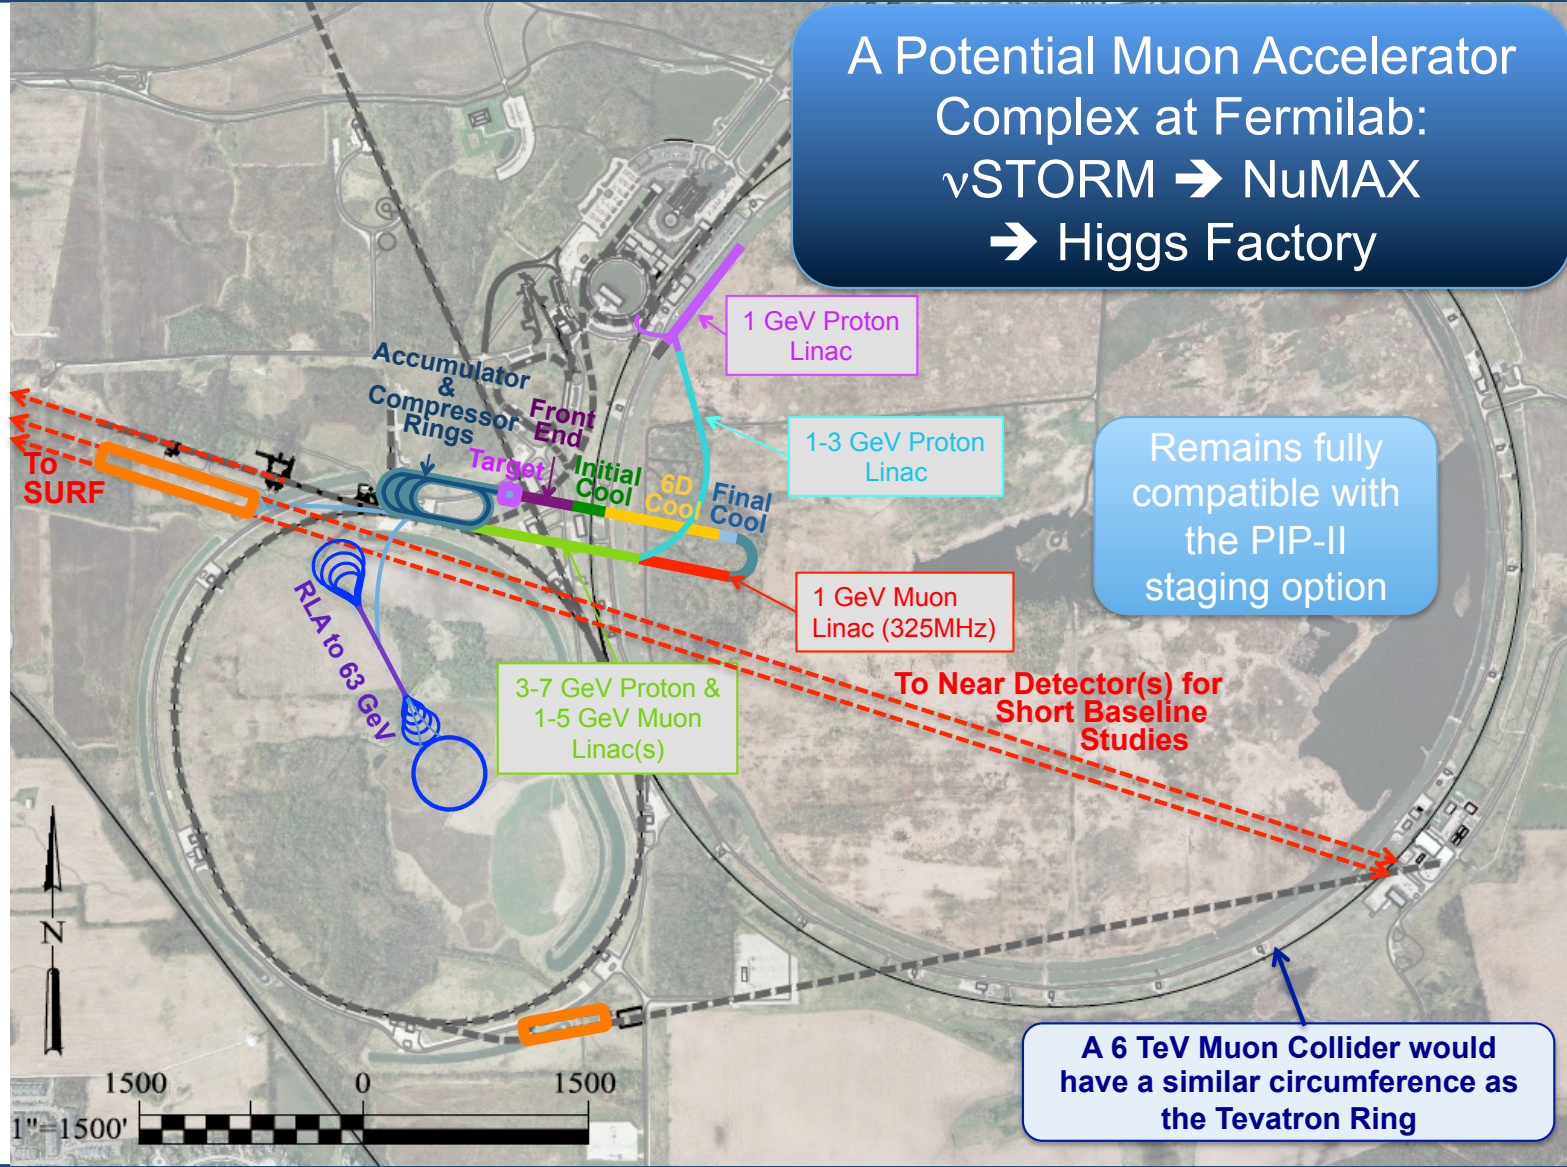 A Potential Muon Accelerator
Complex at Fermilab:
νSTORM ➔ NuMAX
➔ Higgs Factory
1 GeV Proton
Linac
Accumulator
&
Compressor
Rings
Front
End
Target
Initial
Cool
6D
Cool
Final
Cool
1-3 GeV Proton
Linac
Remains fully
compatible with
the PIP-II
staging option
To
SURF
1 GeV Muon
Linac (325MHz)
RLA to 63 GeV
3-7 GeV Proton &
1-5 GeV Muon
Linac(s)
To Near Detector(s) for
Short Baseline
Studies
N
1500 0 1500
1"=1500'
A 6 TeV Muon Collider would
have a similar circumference as
the Tevatron Ring